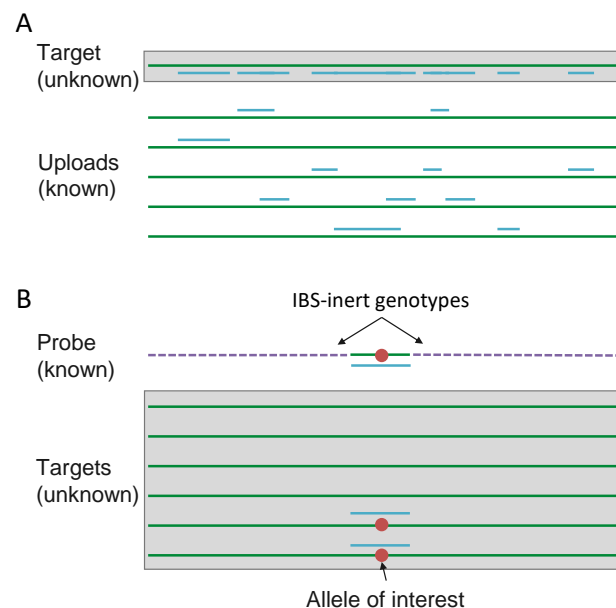 A
Target
(unknown)
Uploads
(known)
B
IBS-inert genotypes
Probe
(known)
Targets
(unknown)
Allele of interest